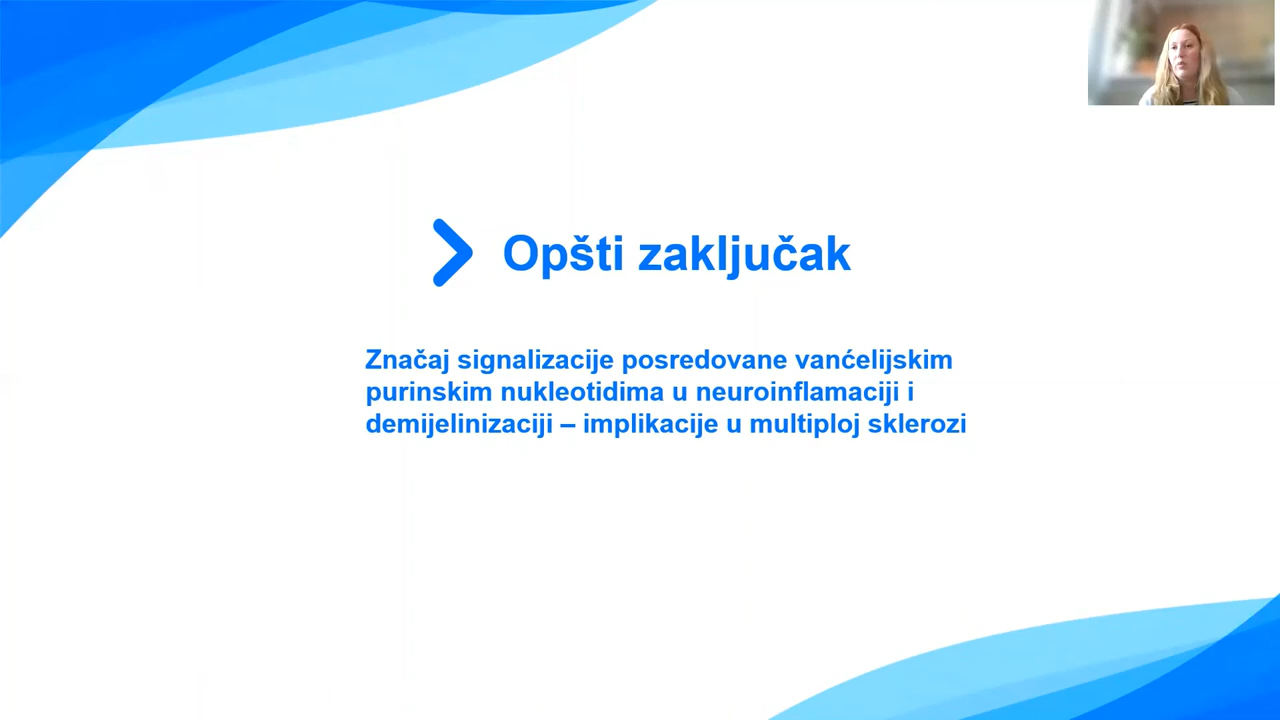 Opšti zaključak
Značaj signalizacije posredovane vanćelijskim
purinskim nukleotidima u neuroinflamaciji i
demijelinizaciji – implikacije u multiploj sklerozi